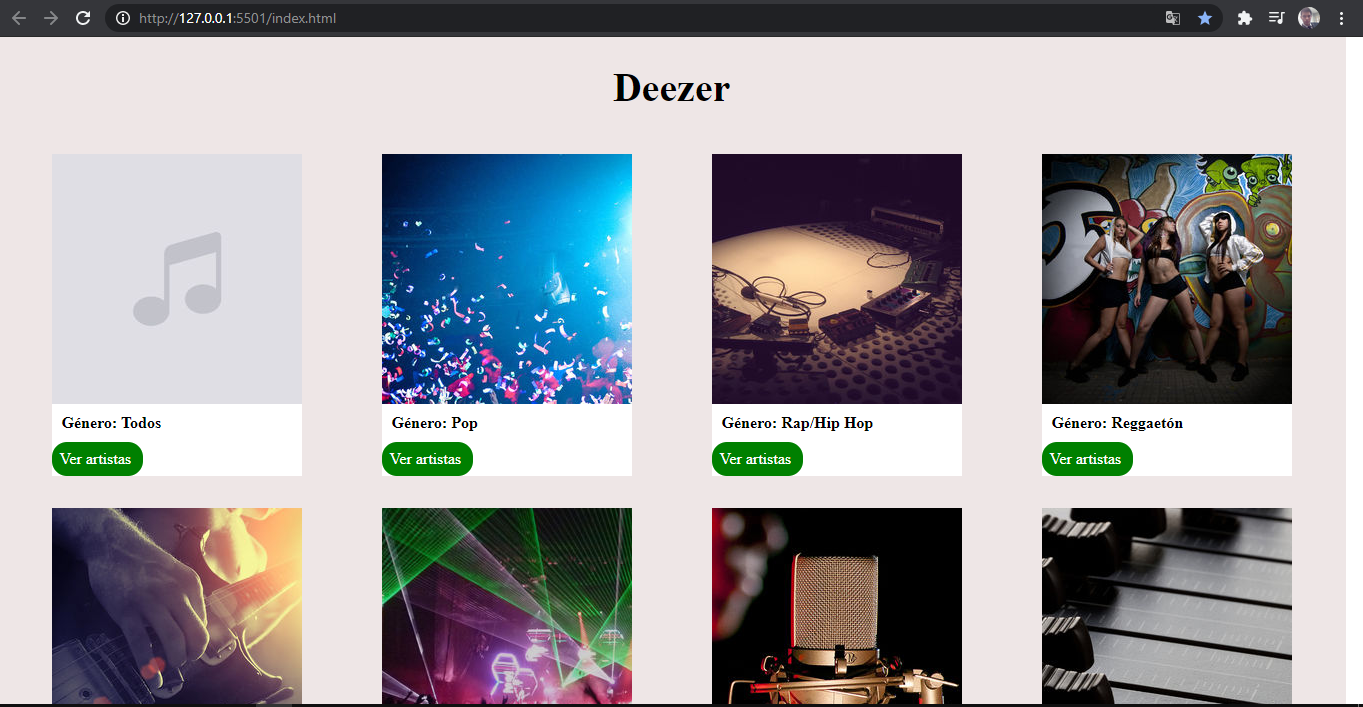 http://127.0.0.1:5501/index.html
Deezer
Género: Todos
Ver artistas
Género: Pop
Ver artistas
Género: Rap/Hip Hop
Ver artistas
Género: Reggaetón
Ver artistas